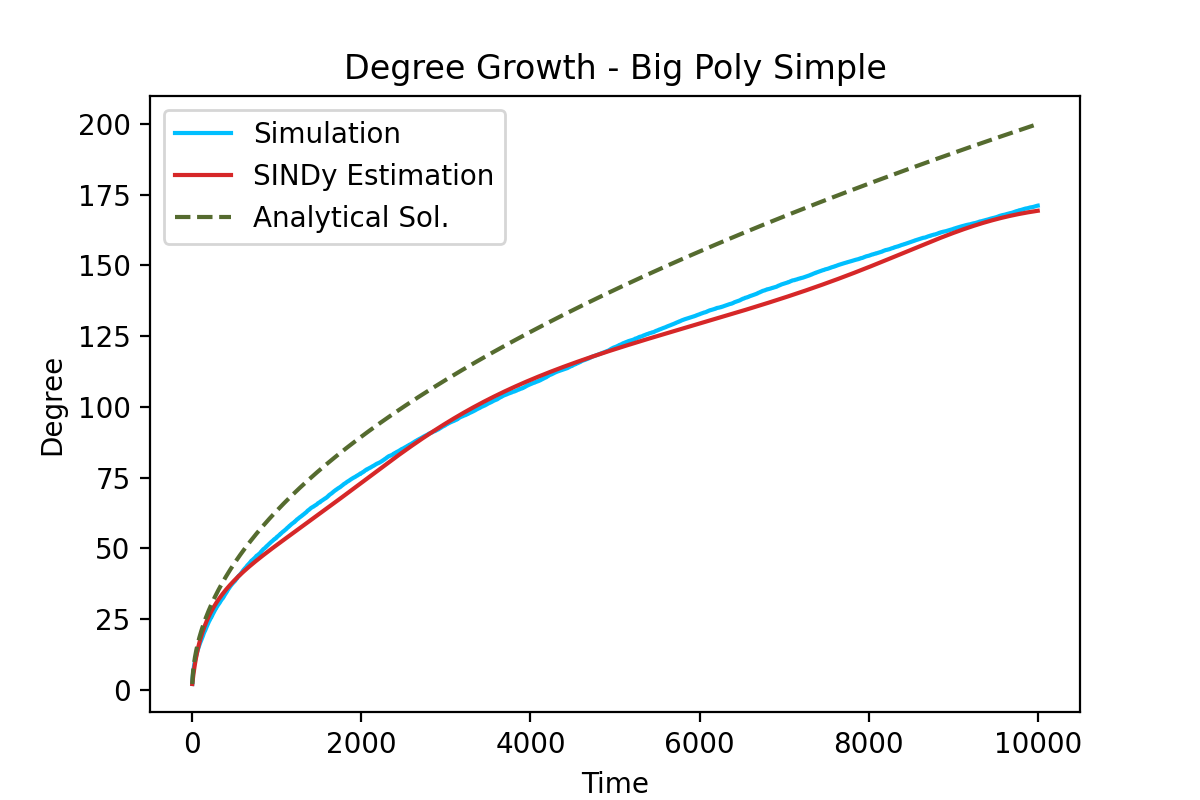 Degree Growth - Big Poly Simple
Simulation
SINDy Estimation
Analytical Sol.
200
175
150
125
100
75
50
25
0
Degree
0 2000 4000 6000 8000 10000
Time